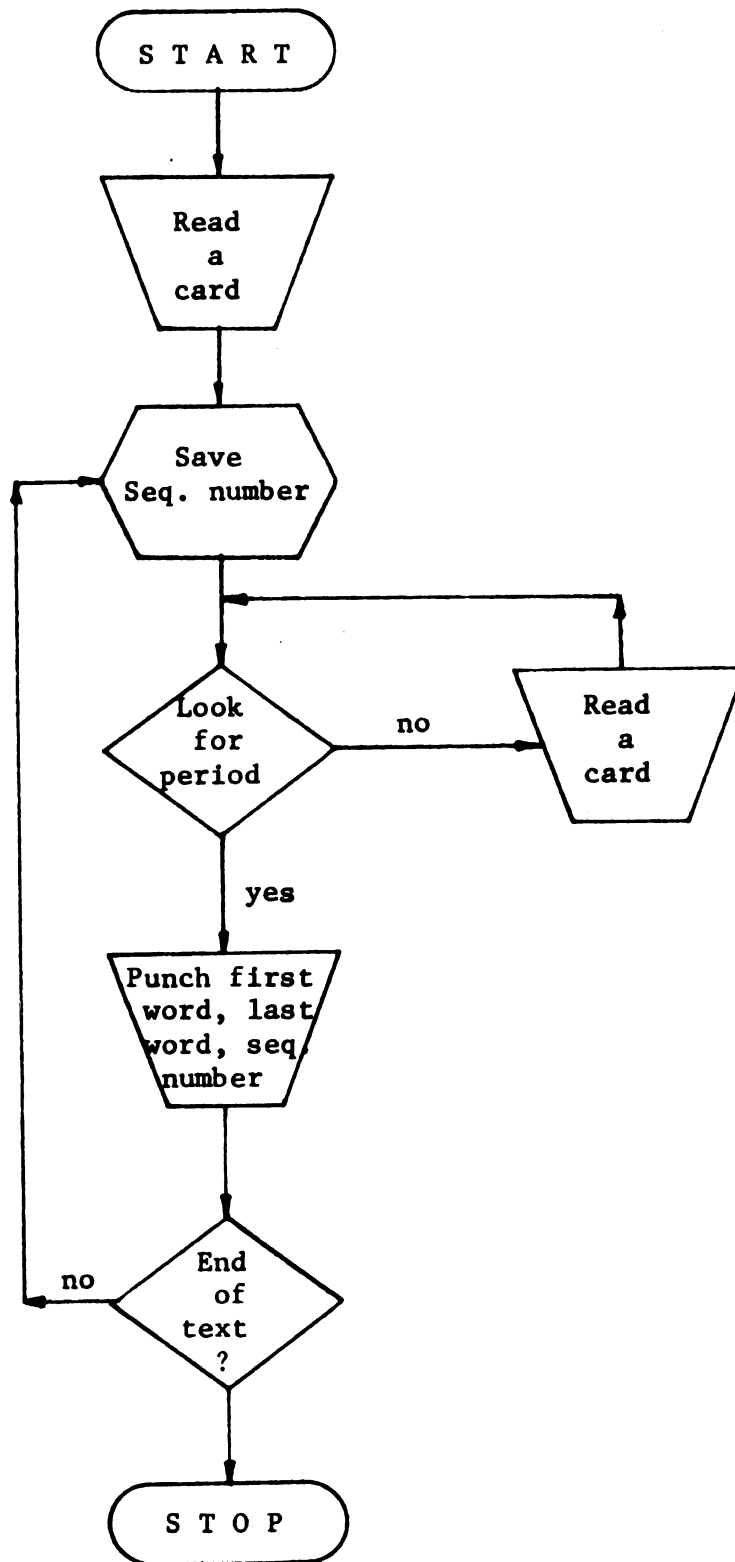 S T A R T
Read
a
card
Save
Seq. number
Look
for
period
no
Read
a
card
yes
Punch first
word, last
word, seq.
number
no
End
of
text
?
S T O P